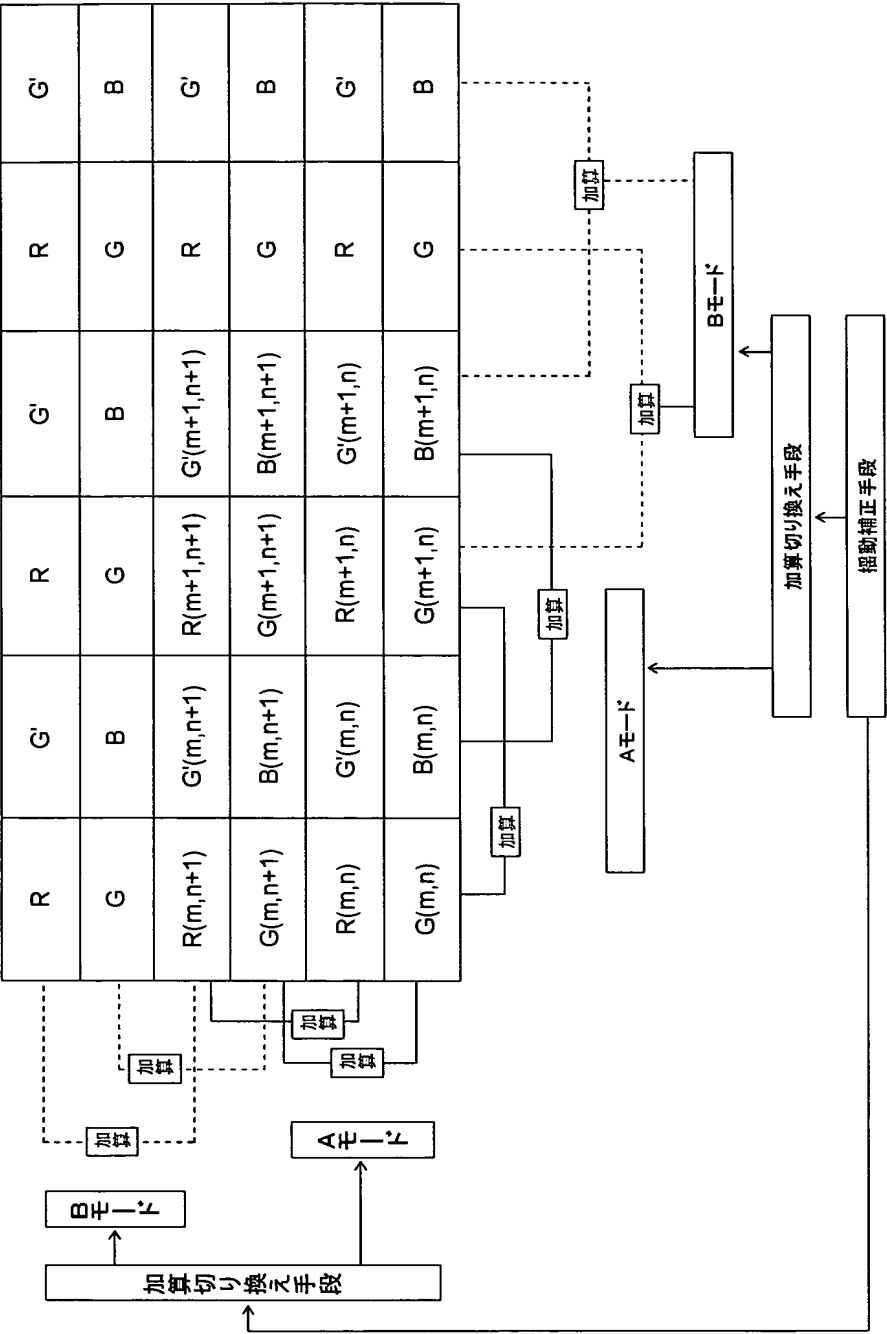 加算切り換え手段
Bモード
Aモード
加算
加算
加算
加算
G(m,n)
R(m,n)
G(m,n+1)
R(m,n+1)
G
R
B(m,n)
G'(m,n)
B(m,n+1)
G'(m,n+1)
B
G'
G(m+1,n)
R(m+1,n)
G(m+1,n+1)
R(m+1,n+1)
G
R
B(m+1,n)
G'(m+1,n)
B(m+1,n+1)
G'(m+1,n+1)
B
G'
G
R
G
R
G
R
B
G'
B
G'
B
G'
加算
加算
加算
加算
Aモード
Bモード
加算切り換え手段
揺動補正手段